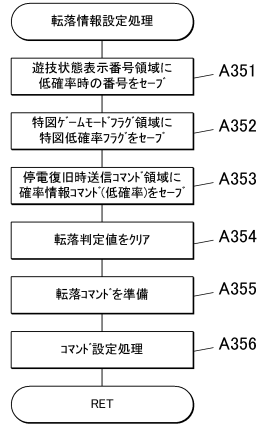 転落情報設定処理
遊技状態表示番号領域に
低確率時の番号をセーブ
A351
特図ゲームモードフラグ領域に
特図低確率フラグをセーブ
A352
停電復旧時送信コマンド領域に
確率情報コマンド(低確率)をセーブ
A353
転落判定値をクリア
A354
転落コマンドを準備
A355
コマンド設定処理
A356
RET